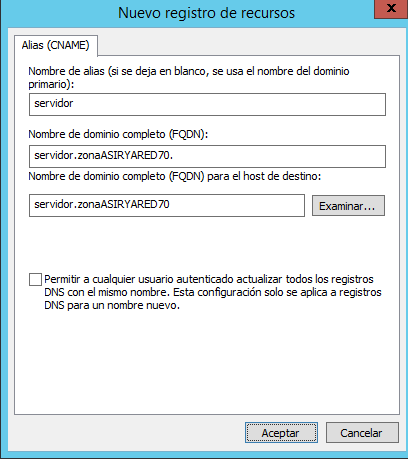 Nuevo registro de recursos
x
Alias (CNAME)
Nombre de alias (si se deja en blanco, se usa el nombre del dominio
primario):
servidor
Nombre de dominio completo (FQDN):
servidor.zonaASIRYARED70.
Nombre de dominio completo (FQDN) para el host de destino:
servidor.zonaASIRYARED70
Examinar...
Permitir a cualquier usuario autenticado actualizar todos los registros
DNS con el mismo nombre. Esta configuración solo se aplica a registros
DNS para un nombre nuevo.
Aceptar
Cancelar